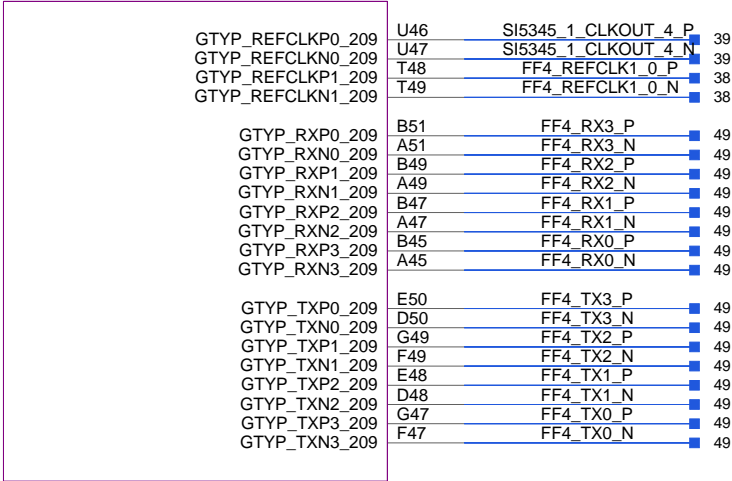 GTYP_REFCLKP0_209 U46 SI5345_1_CLKOUT_4_P 39
GTYP_REFCLKN0_209 U47 SI5345_1_CLKOUT_4_N 39
GTYP_REFCLKP1_209 T48 FF4_REFCLK1_0_P 38
GTYP_REFCLKN1_209 T49 FF4_REFCLK1_0_N 38
GTYP_RXP0_209 B51 FF4_RX3_P 49
GTYP_RXN0_209 A51 FF4_RX3_N 49
GTYP_RXP1_209 B49 FF4_RX2_P 49
GTYP_RXN1_209 A49 FF4_RX2_N 49
GTYP_RXP2_209 B47 FF4_RX1_P 49
GTYP_RXN2_209 A47 FF4_RX1_N 49
GTYP_RXP3_209 B45 FF4_RX0_P 49
GTYP_RXN3_209 A45 FF4_RX0_N 49
GTYP_TXP0_209 E50 FF4_TX3_P 49
GTYP_TXN0_209 D50 FF4_TX3_N 49
GTYP_TXP1_209 G49 FF4_TX2_P 49
GTYP_TXN1_209 F49 FF4_TX2_N 49
GTYP_TXP2_209 E48 FF4_TX1_P 49
GTYP_TXN2_209 D48 FF4_TX1_N 49
GTYP_TXP3_209 G47 FF4_TX0_P 49
GTYP_TXN3_209 F47 FF4_TX0_N 49